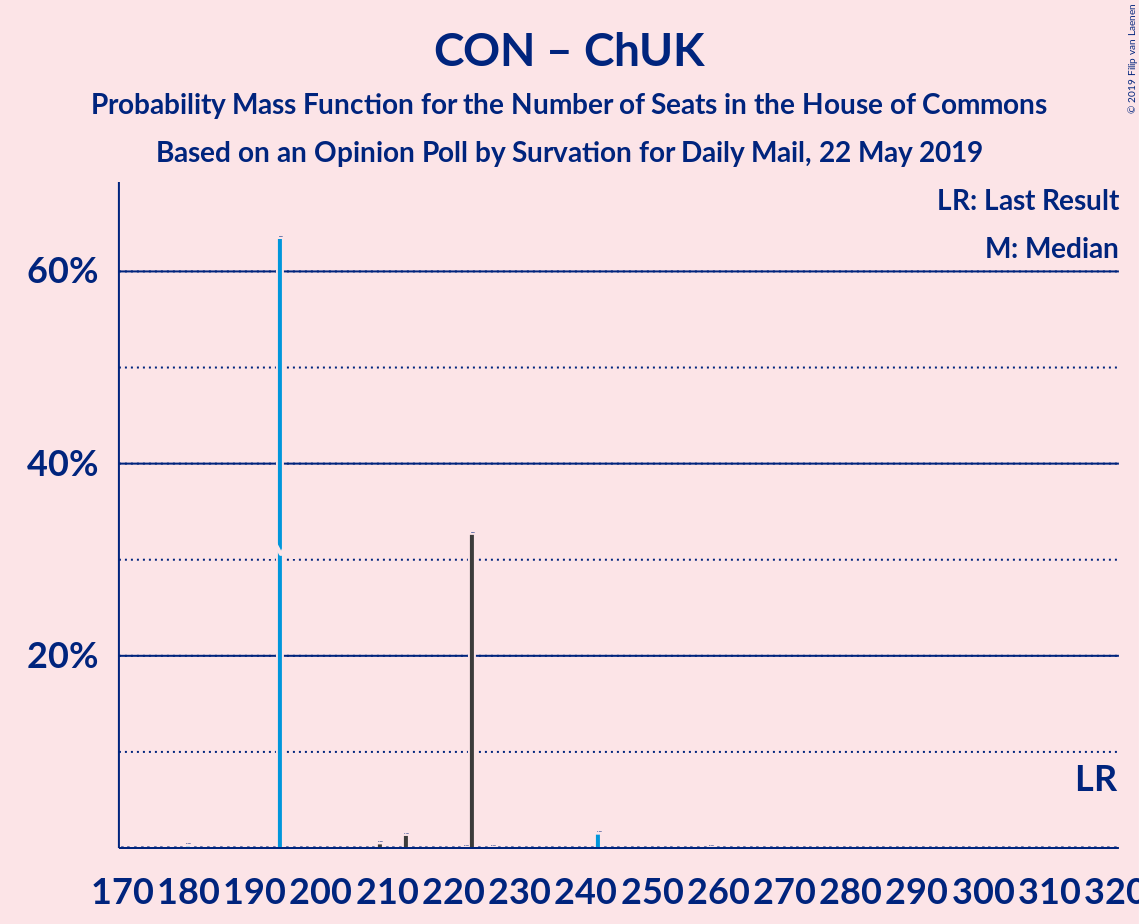 CON – ChUK
Probability Mass Function for the Number of Seats in the House of Commons
Based on an Opinion Poll by Survation for Daily Mail, 22 May 2019
© 2019 Filip van Laenen
LR: Last Result
M: Median
60%
40%
20%
LR
170 180 190 200 210 220 230 240 250 260 270 280 290 300 310 320